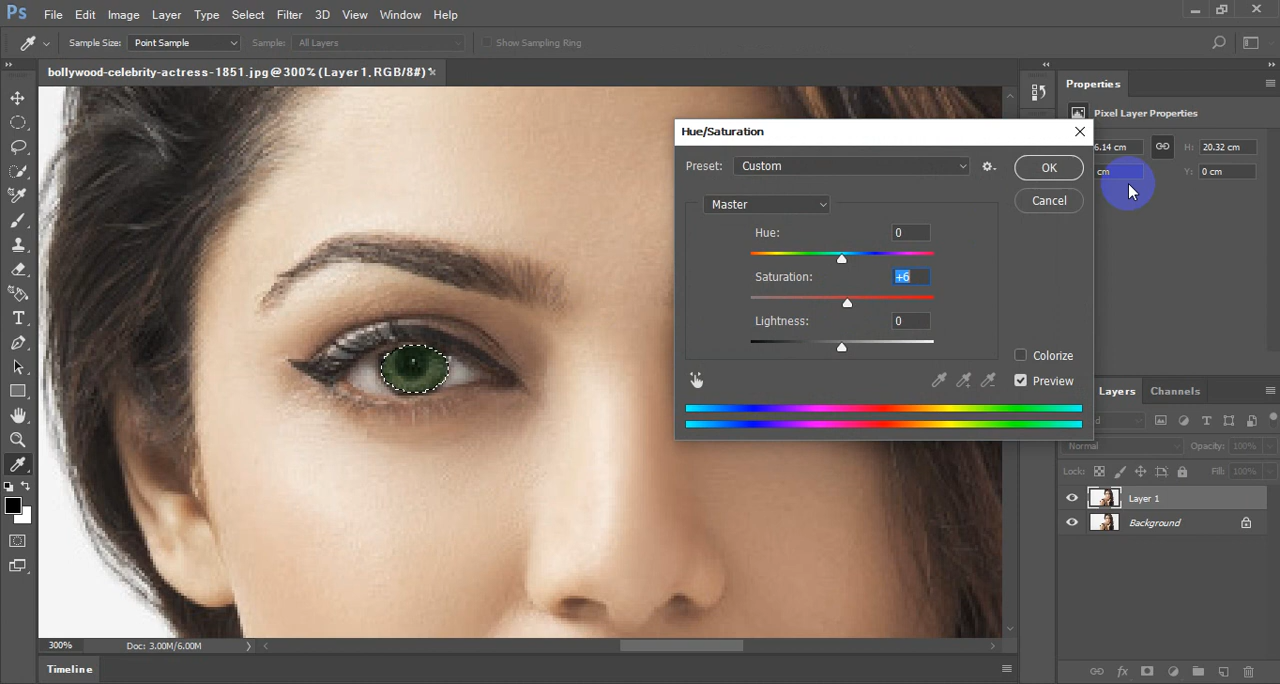 Ps File Edit Image Layer Type Select Filter 3D View Window Help
Sample Size: Point Sample Sample: All Layers Show Sampling Ring
bollywood-celebrity-actress-1851.jpg @ 300% (Layer 1, RGB/8#) *
Properties
Pixel Layer Properties
6.14 cm H: 20.32 cm
cm Y: 0 cm
Hue/Saturation
Preset: Custom
OK
Master
Cancel
Hue: 0
Saturation: +6
Lightness: 0
Colorize
Preview
Layers Channels
Normal Opacity: 100%
Lock: Fill: 100%
Layer 1
Background
300% Doc: 3.00M/6.00M
Timeline